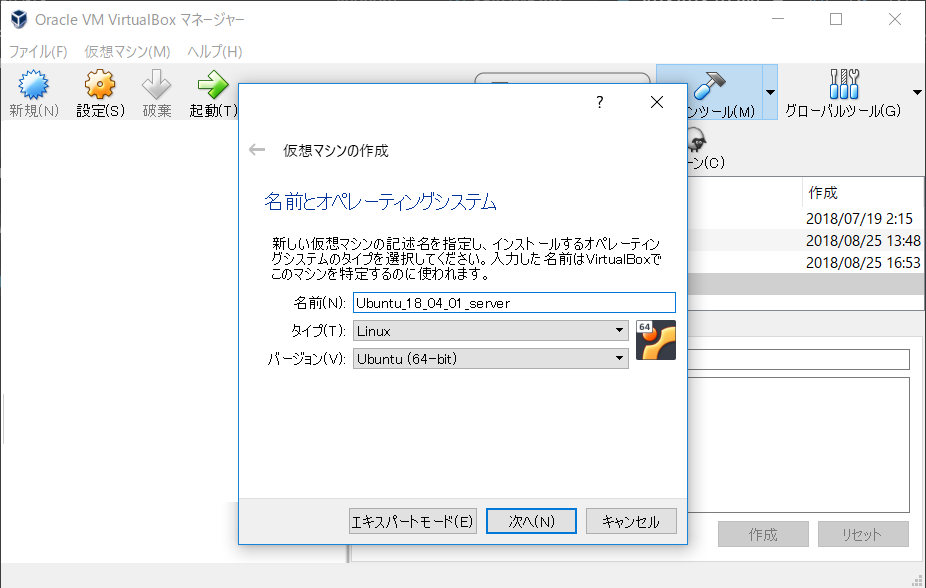 Oracle VM VirtualBox マネージャー
ファイル(F) 仮想マシン(M) ヘルプ(H)
新規(N) 設定(S) 破棄 起動(T)
ンツール(M) グローバルツール(G)
ーン(C)
?
仮想マシンの作成
名前とオペレーティングシステム
新しい仮想マシンの記述名を指定し、インストールするオペレーティン
グシステムのタイプを選択してください。入力した名前はVirtualBoxで
このマシンを特定するのに使われます。
名前(N): Ubuntu_18_04_01_server
タイプ(T): Linux
64
バージョン(V): Ubuntu (64-bit)
エキスパートモード(E) 次へ(N) キャンセル
作成
2018/07/19 2:15
2018/08/25 13:48
2018/08/25 16:53
作成 リセット